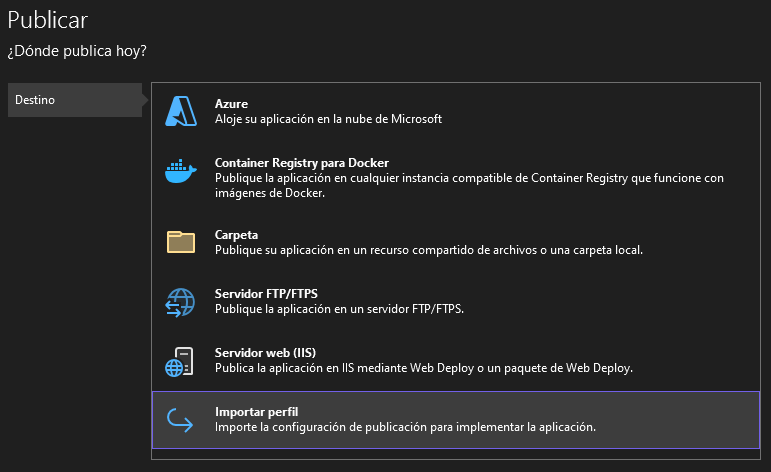 Publicar
¿Dónde publica hoy?
Destino
Azure
Aloje su aplicación en la nube de Microsoft
Container Registry para Docker
Publique la aplicación en cualquier instancia compatible de Container Registry que funcione con
imágenes de Docker.
Carpeta
Publique su aplicación en un recurso compartido de archivos o una carpeta local.
Servidor FTP/FTPS
Publique la aplicación en un servidor FTP/FTPS.
Servidor web (IIS)
Publica la aplicación en IIS mediante Web Deploy o un paquete de Web Deploy.
Importar perfil
Importe la configuración de publicación para implementar la aplicación.